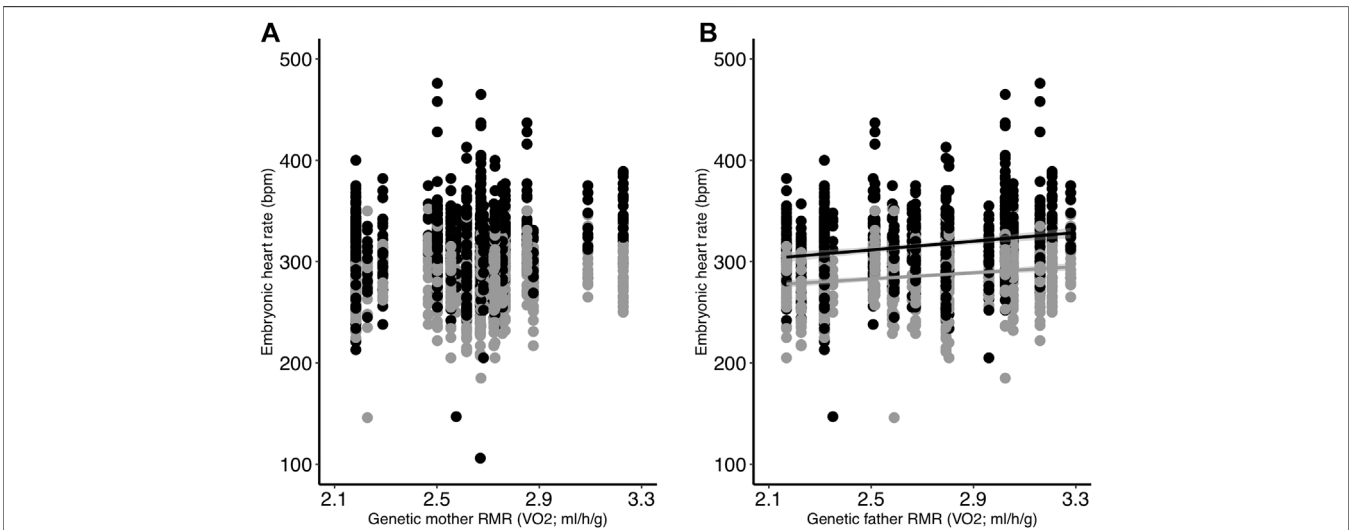 A
B
500
400
300
200
100
Embryonic heart rate (bpm)
2.1 2.5 2.9 3.3
Genetic mother RMR (VO2; ml/h/g)
500
400
300
200
100
Embryonic heart rate (bpm)
2.1 2.5 2.9 3.3
Genetic father RMR (VO2; ml/h/g)